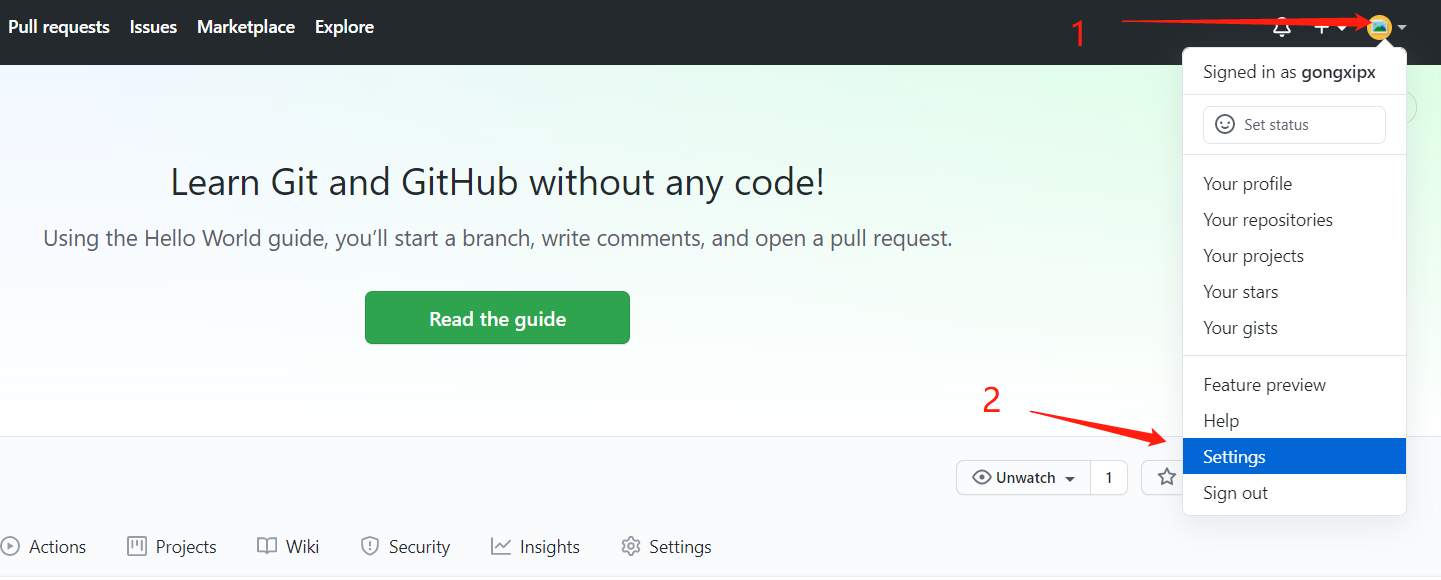 Pull requests Issues Marketplace Explore
1
Signed in as gongxipx
Set status
Learn Git and GitHub without any code!
Using the Hello World guide, you’ll start a branch, write comments, and open a pull request.
Read the guide
Your profile
Your repositories
Your projects
Your stars
Your gists
Feature preview
Help
Settings
Sign out
2
Unwatch 1
Actions Projects Wiki Security Insights Settings